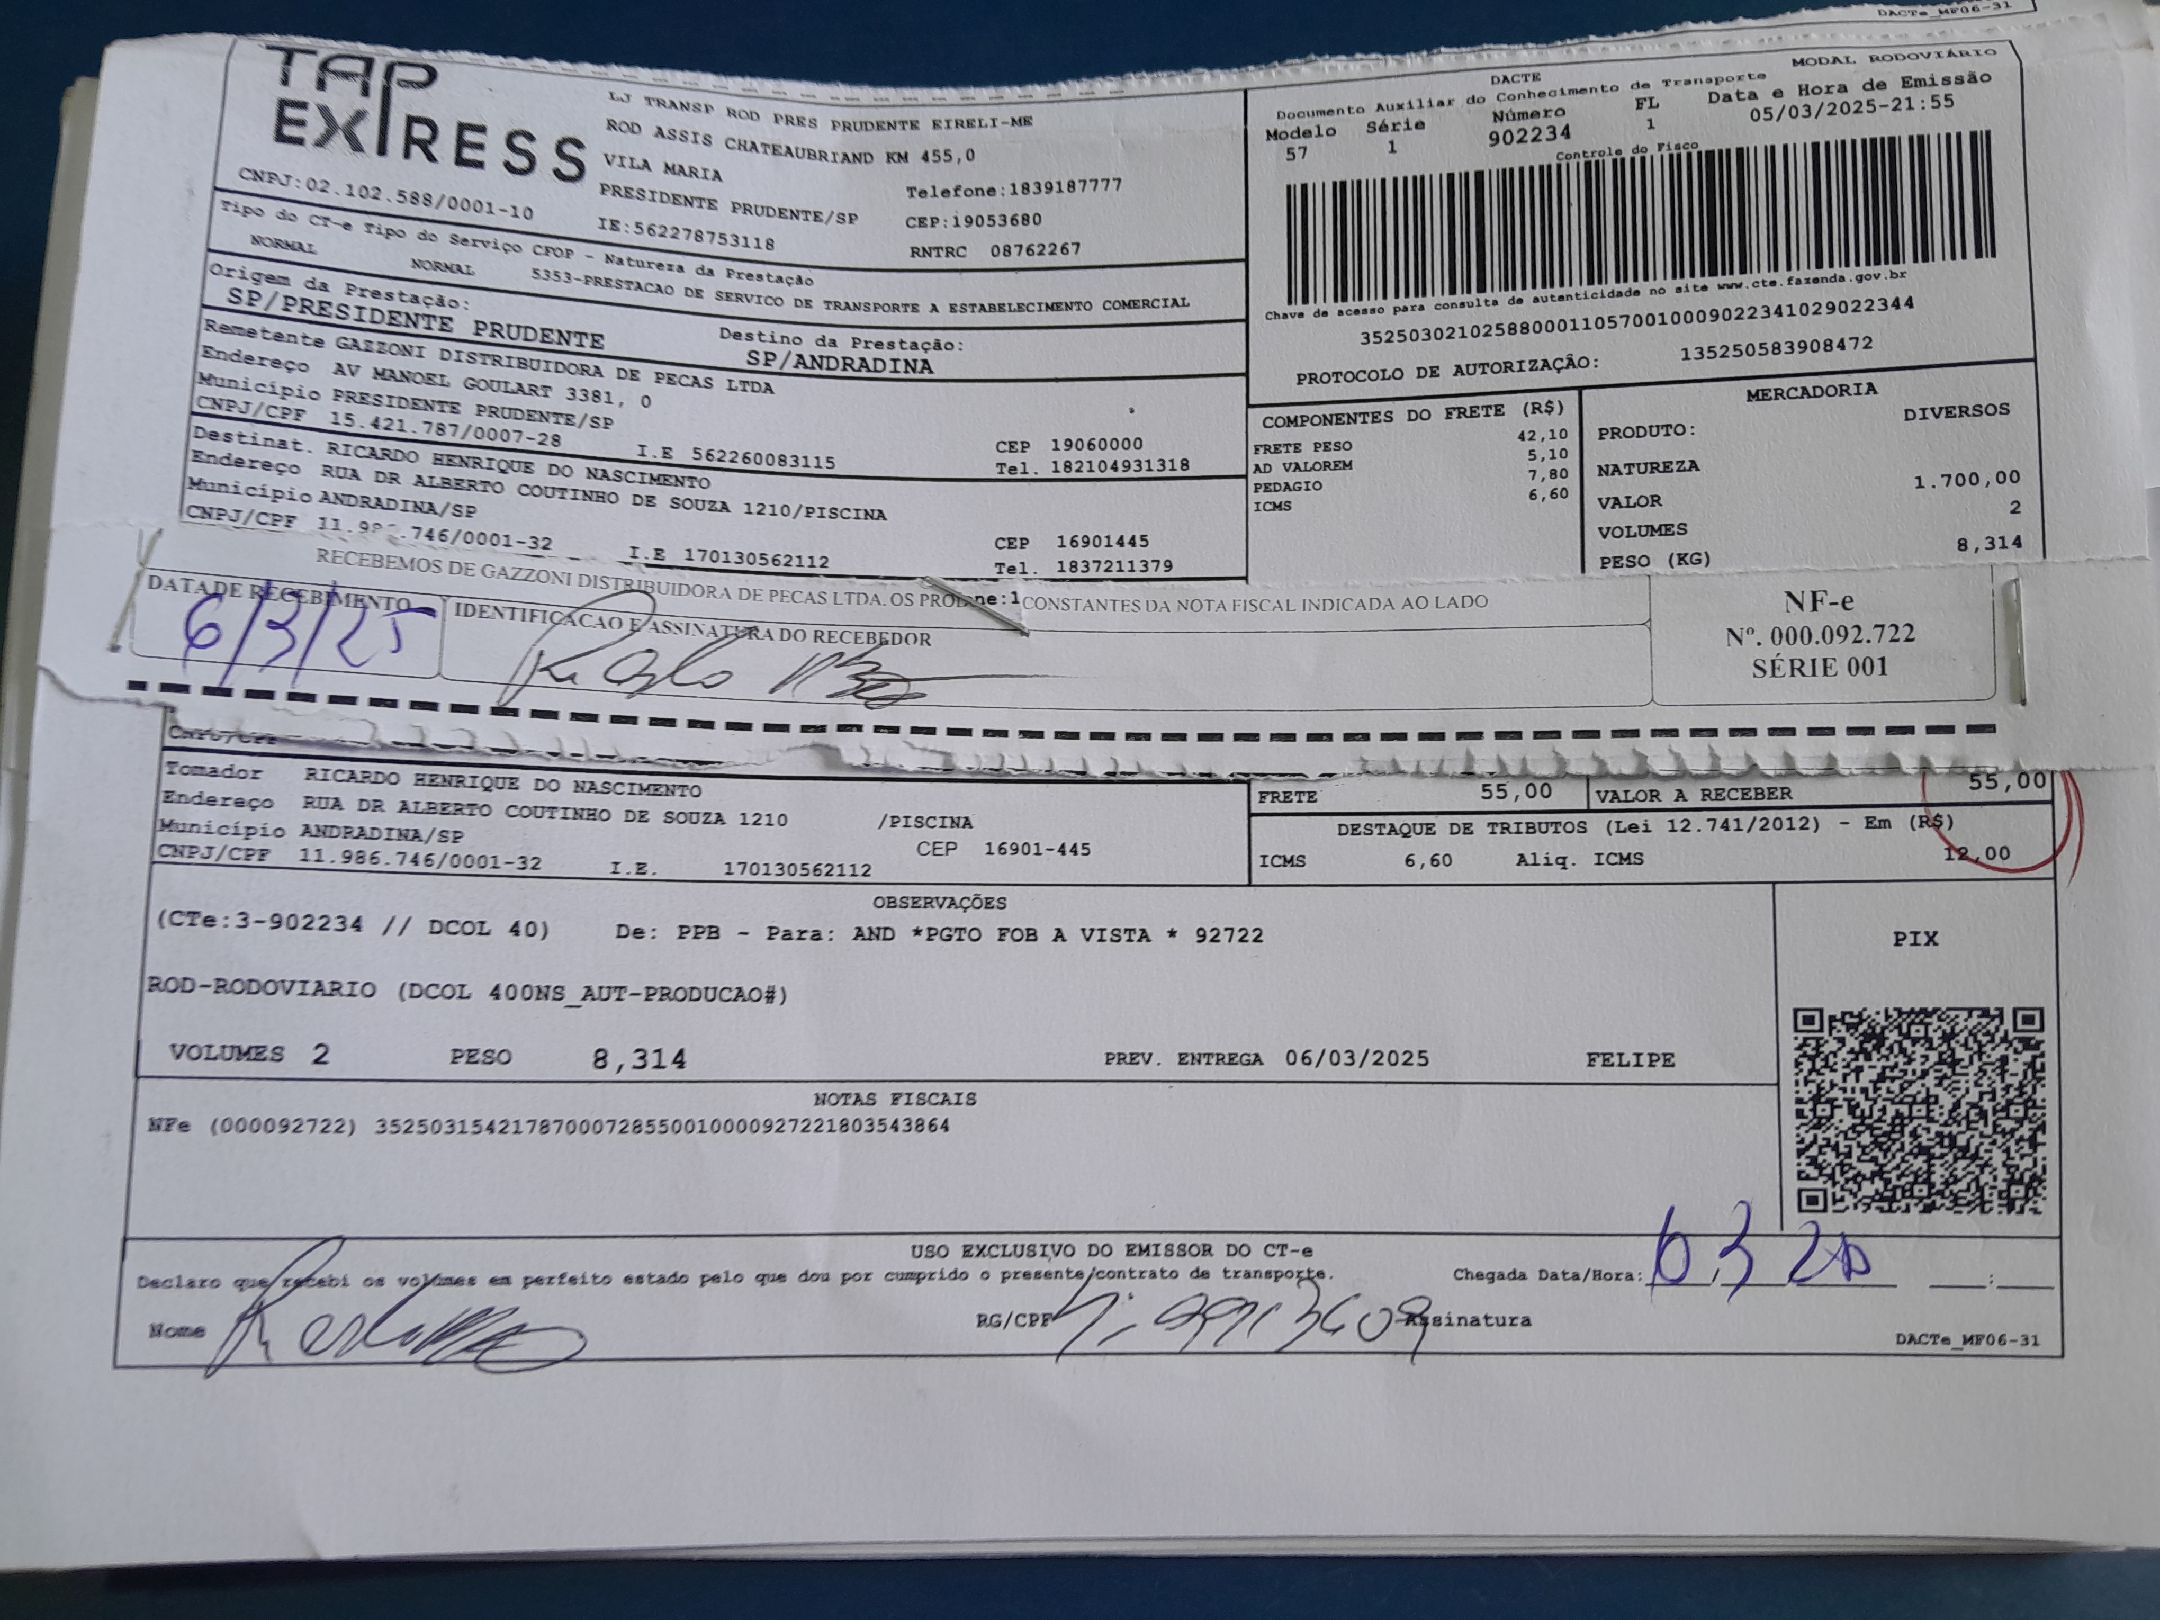 DACTe_MF06-31
TAP EXPRESS
LJ TRANSP ROD PRES PRUDENTE EIRELI-ME
ROD ASSIS CHATEAUBRIAND KM 455,0
VILA MARIA
PRESIDENTE PRUDENTE/SP
Telefone:1839187777
CEP:19053680
CNPJ:02.102.588/0001-10
IE:562278753118
RNTRC 08762267
MODAL RODOVIÁRIO
DACTE
Documento Auxiliar do Conhecimento de Transporte
Modelo Série Número FL Data e Hora de Emissão
57 1 902234 1 05/03/2025-21:55
Controle do Fisco
Chave de acesso para consulta de autenticidade no site www.cte.fazenda.gov.br
35250302102588000110570010009022341029022344
PROTOCOLO DE AUTORIZAÇÃO: 135250583908472
Tipo do CT-e Tipo do Serviço CFOP - Natureza da Prestação
NORMAL NORMAL 5353-PRESTACAO DE SERVICO DE TRANSPORTE A ESTABELECIMENTO COMERCIAL
Origem da Prestação:
SP/PRESIDENTE PRUDENTE
Destino da Prestação:
SP/ANDRADINA
Remetente GAZZONI DISTRIBUIDORA DE PECAS LTDA
Endereço AV MANOEL GOULART 3381, 0
Município PRESIDENTE PRUDENTE/SP
CEP 19060000
CNPJ/CPF 15.421.787/0007-28 I.E 562260083115 Tel. 182104931318
Destinat. RICARDO HENRIQUE DO NASCIMENTO
Endereço RUA DR ALBERTO COUTINHO DE SOUZA 1210/PISCINA
Município ANDRADINA/SP
CEP 16901445
CNPJ/CPF 11.986.746/0001-32 I.E 170130562112 Tel. 1837211379
COMPONENTES DO FRETE (R$)
FRETE PESO 42,10
AD VALOREM 5,10
PEDAGIO 7,80
ICMS 6,60
MERCADORIA
PRODUTO: DIVERSOS
NATUREZA
VALOR 1.700,00
VOLUMES 2
PESO (KG) 8,314
RECEBEMOS DE GAZZONI DISTRIBUIDORA DE PECAS LTDA. OS PROD ne:1 CONSTANTES DA NOTA FISCAL INDICADA AO LADO
DATA DE RECEBIMENTO
6/3/25
IDENTIFICACAO E ASSINATURA DO RECEBEDOR
NF-e
Nº. 000.092.722
SÉRIE 001
CNPJ/CPF
Tomador RICARDO HENRIQUE DO NASCIMENTO
Endereço RUA DR ALBERTO COUTINHO DE SOUZA 1210 /PISCINA
Município ANDRADINA/SP CEP 16901-445
CNPJ/CPF 11.986.746/0001-32 I.E. 170130562112
FRETE 55,00 VALOR A RECEBER 55,00
DESTAQUE DE TRIBUTOS (Lei 12.741/2012) - Em (R$)
ICMS 6,60 Aliq. ICMS 12,00
OBSERVAÇÕES
(CTe:3-902234 // DCOL 40) De: PPB - Para: AND *PGTO FOB A VISTA * 92722
ROD-RODOVIARIO (DCOL 400NS_AUT-PRODUCAO#)
VOLUMES 2 PESO 8,314 PREV. ENTREGA 06/03/2025 FELIPE
PIX
NOTAS FISCAIS
NFe (000092722) 35250315421787000728550010000927221803543864
USO EXCLUSIVO DO EMISSOR DO CT-e
Declaro que recebi os volumes em perfeito estado pelo que dou por cumprido o presente/contrato de transporte.
Chegada Data/Hora: 6 3
Nome RG/CPF Assinatura
DACTe_MF06-31